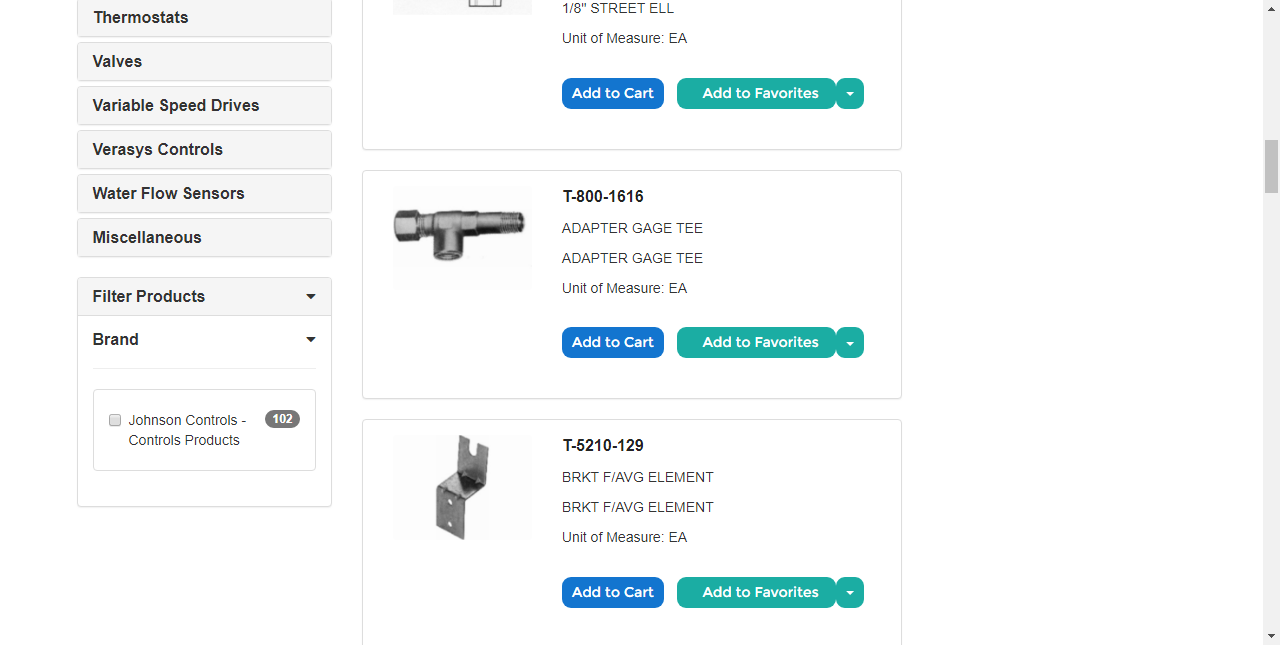 Thermostats
Valves
Variable Speed Drives
Verasys Controls
Water Flow Sensors
Miscellaneous
Filter Products
Brand
Johnson Controls -
Controls Products
102
1/8" STREET ELL
Unit of Measure: EA
Add to Cart
Add to Favorites
T-800-1616
ADAPTER GAGE TEE
ADAPTER GAGE TEE
Unit of Measure: EA
Add to Cart
Add to Favorites
T-5210-129
BRKT F/AVG ELEMENT
BRKT F/AVG ELEMENT
Unit of Measure: EA
Add to Cart
Add to Favorites